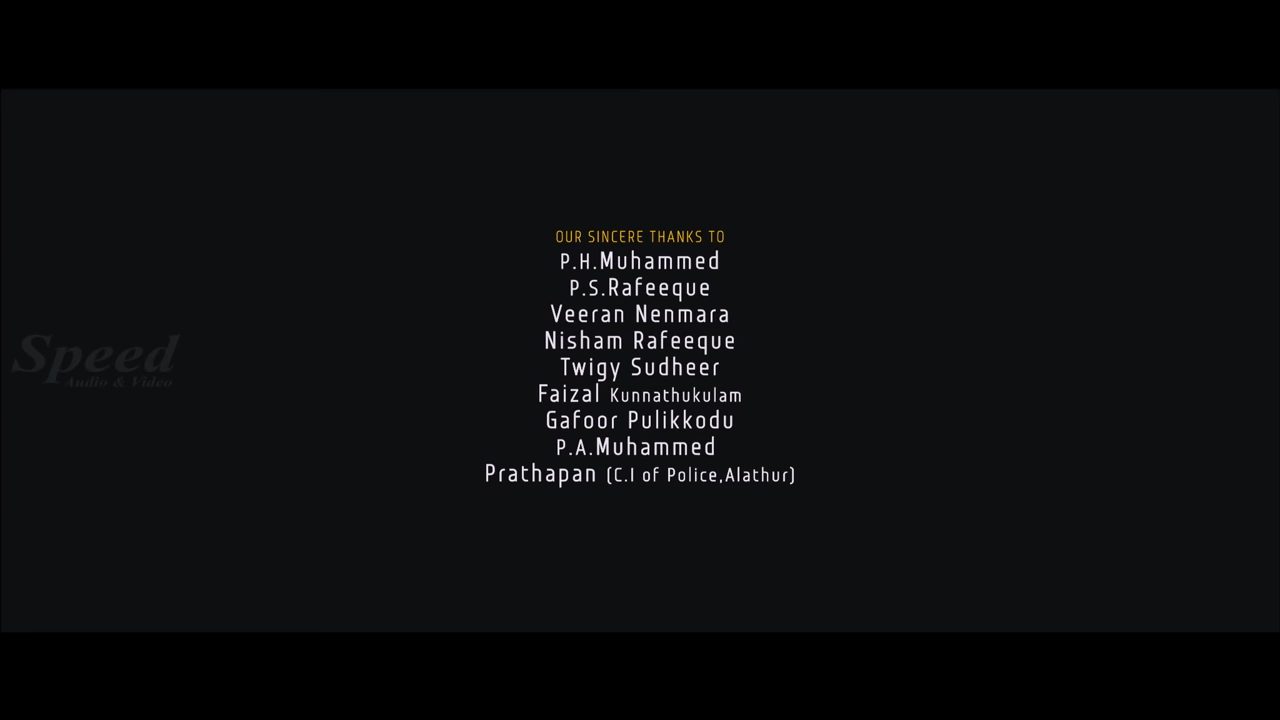 OUR SINCERE THANKS TO
P.H.Muhammed
P.S.Rafeeque
Veeran Nenmara
Nisham Rafeeque
Twigy Sudheer
Faizal Kunnathukulam
Gafoor Pulikkodu
P.A.Muhammed
Prathapan (C.I of Police,Alathur)
Speed
Audio & Video